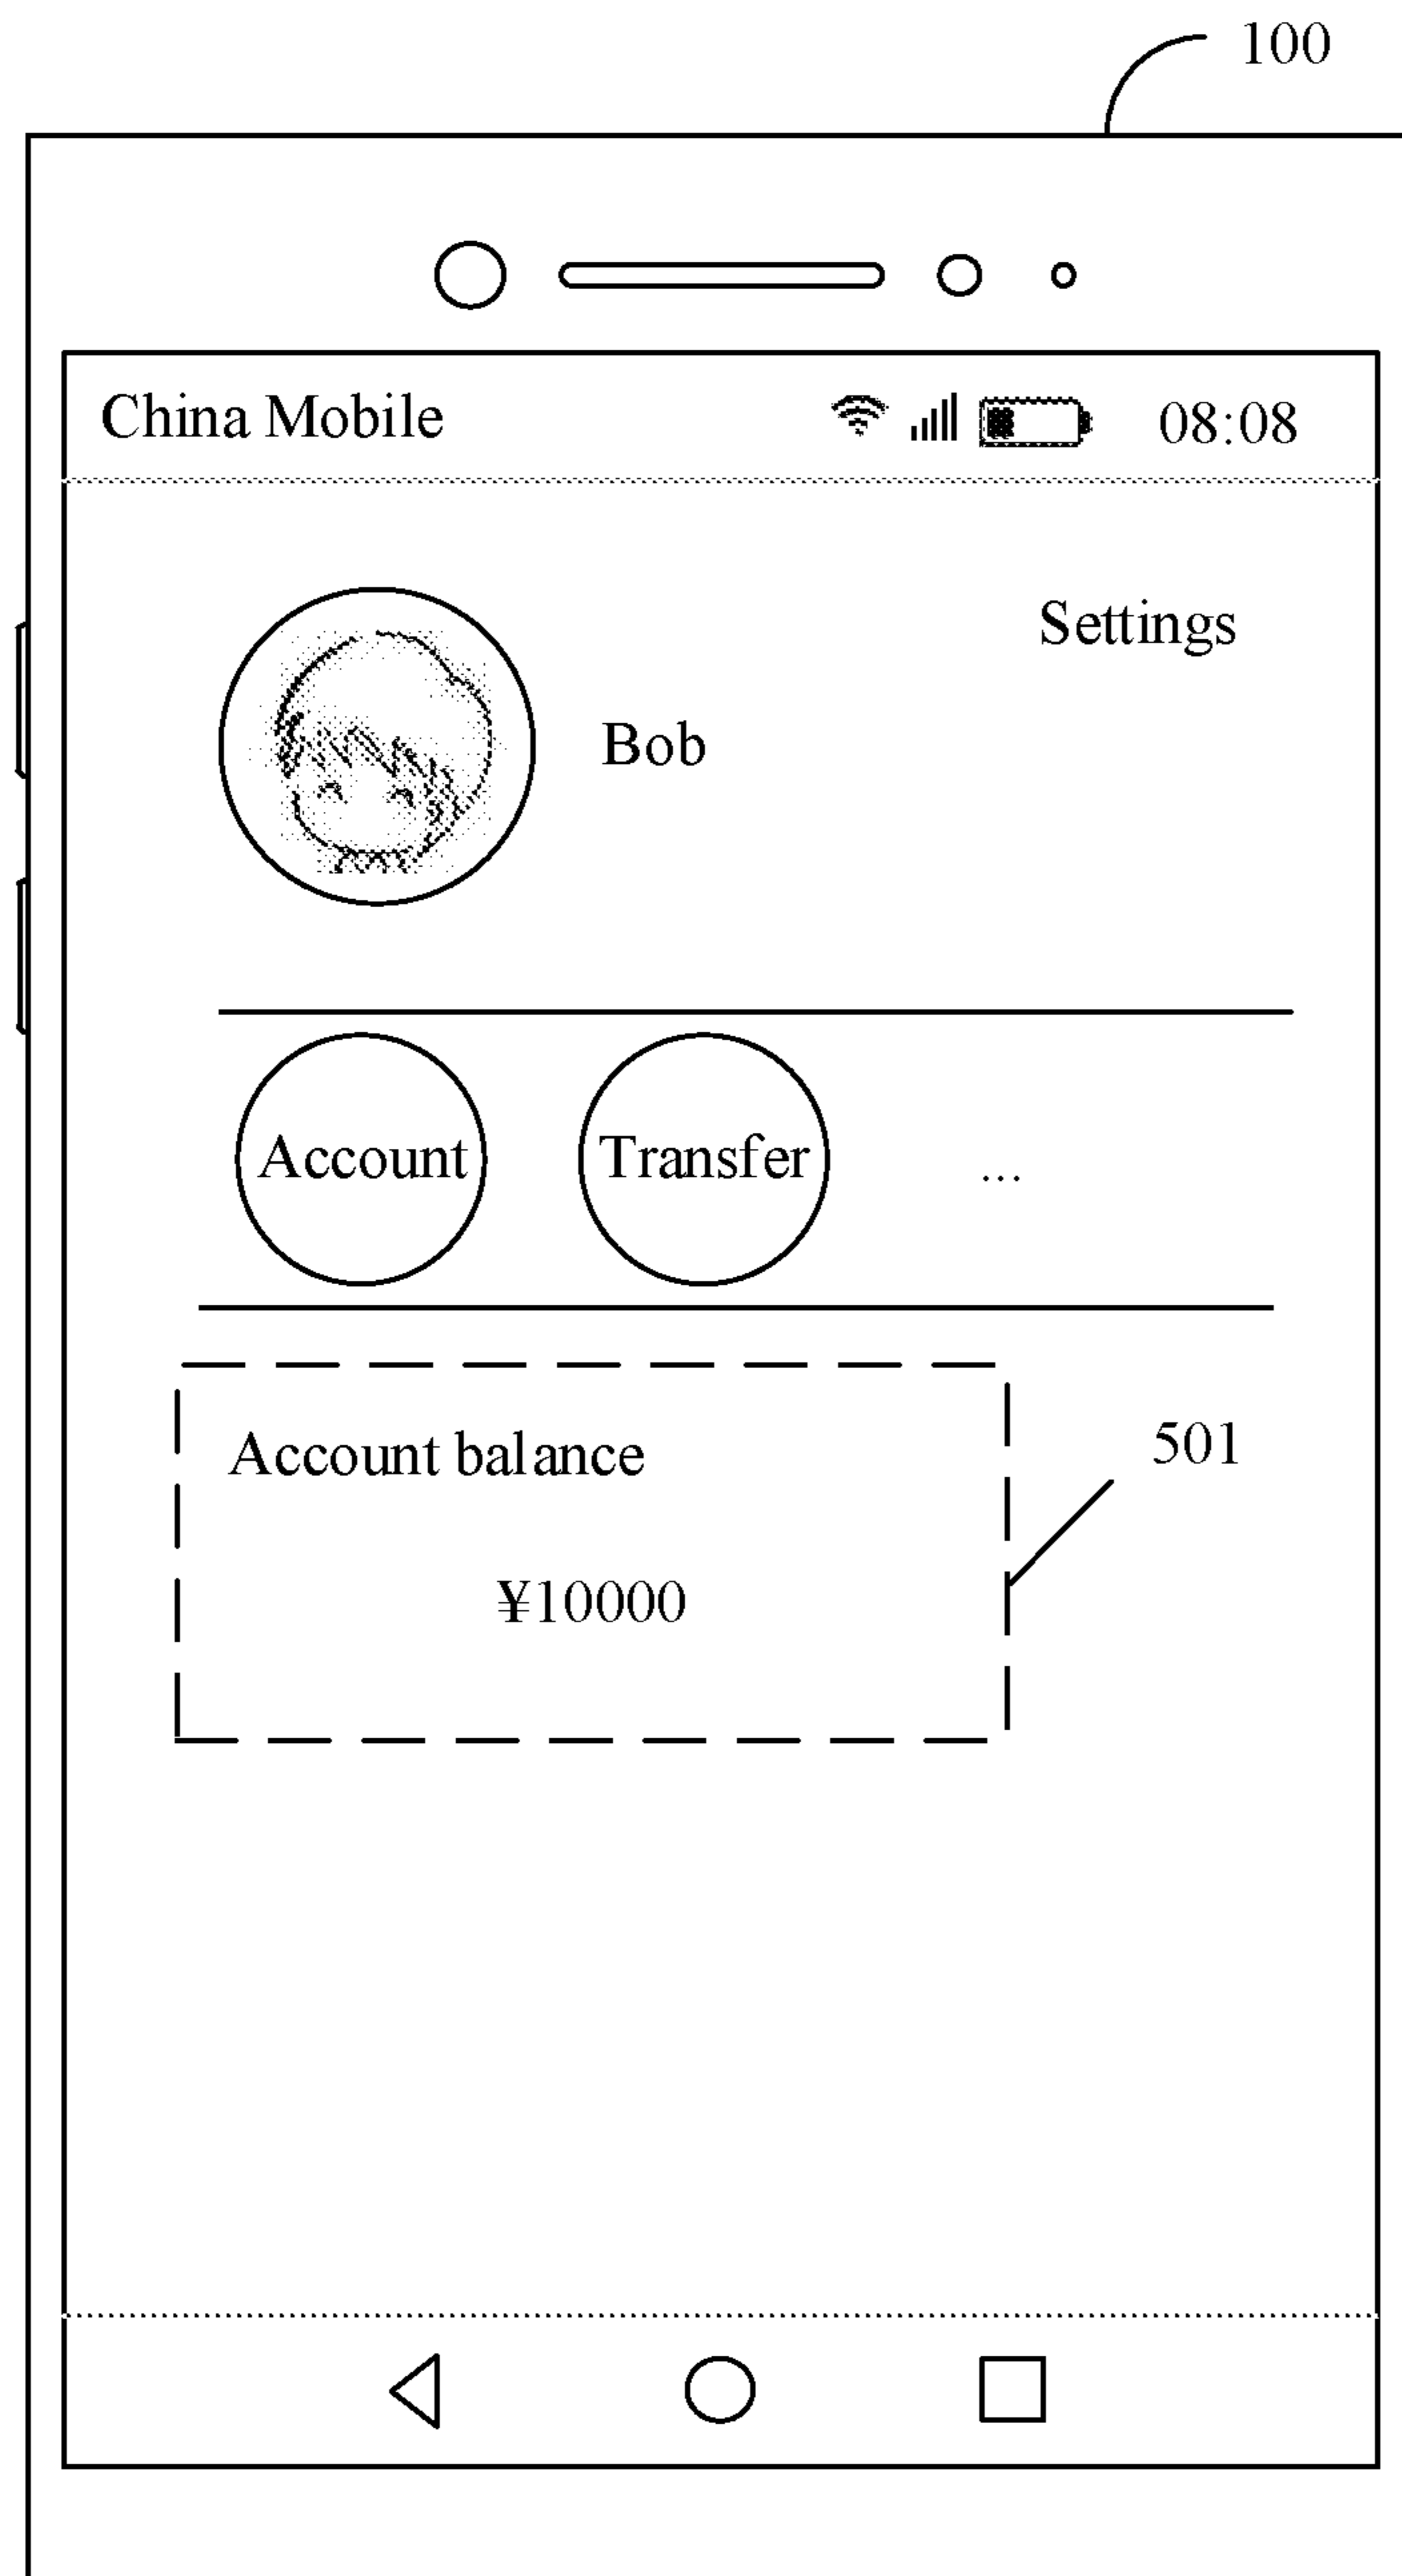 100
China Mobile 08:08
Settings
Bob
Account Transfer ...
Account balance
501
¥10000